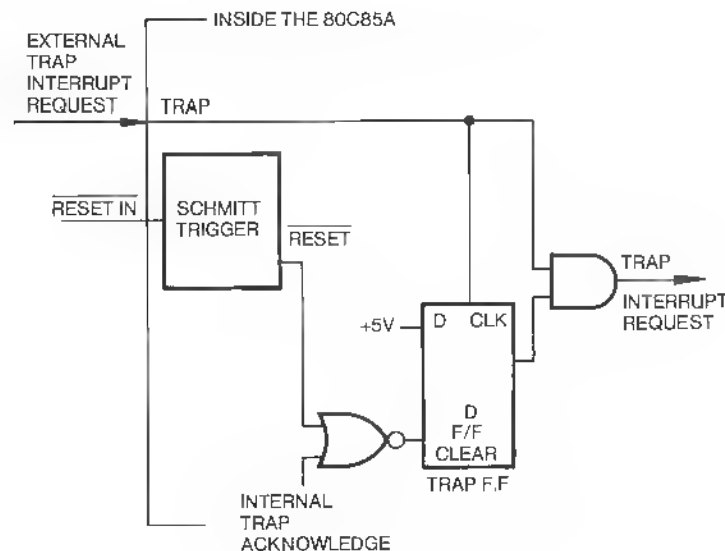 INSIDE THE 80C85A
EXTERNAL
TRAP
INTERRUPT
REQUEST
TRAP
RESET IN
SCHMITT
TRIGGER
RESET
TRAP
INTERRUPT
REQUEST
+5V
D CLK
D
F/F
CLEAR
TRAP F.F
INTERNAL
TRAP
ACKNOWLEDGE